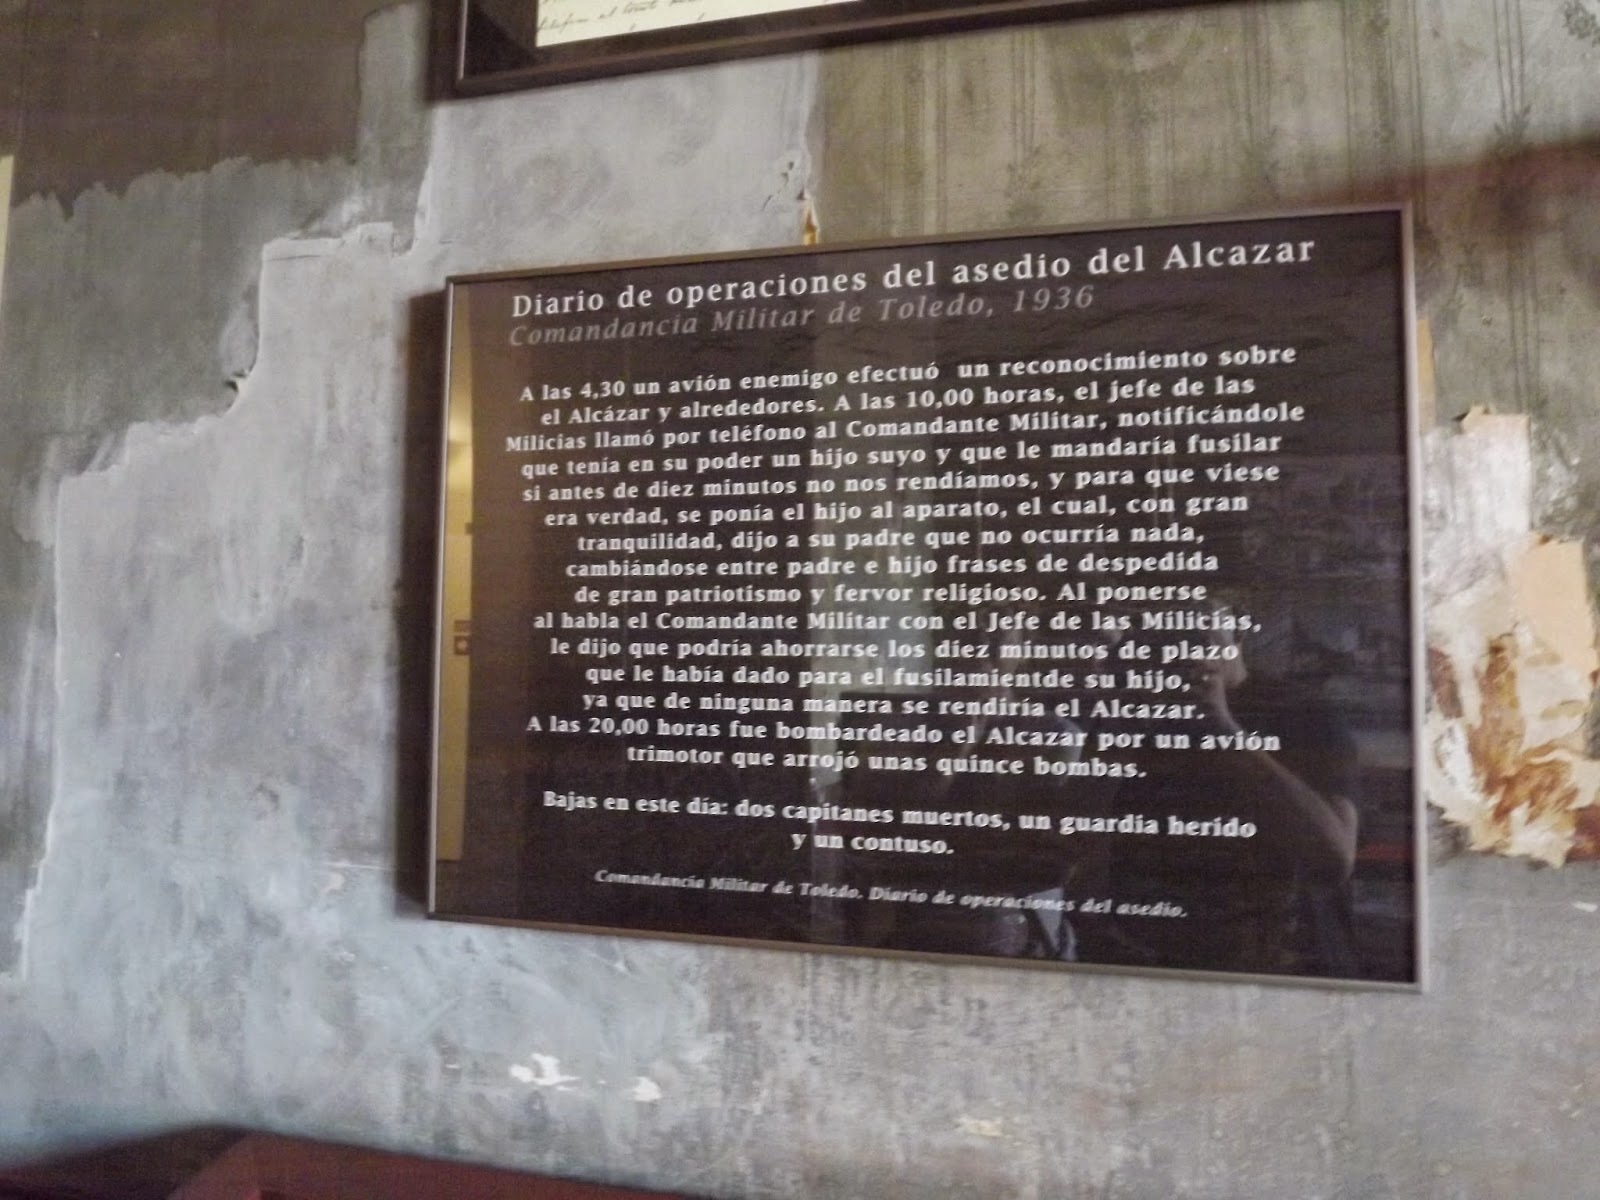 el
Diario de operaciones del asedio del Alcazar
Comandancia Militar de Toledo, 1936
A las 4,30 un avión enemigo efectuó un reconocimiento sobre
el Alcázar y alrededores. A las 10,00 horas, el jefe de las
Milicias llamó por teléfono al Comandante Militar, notificándole
que tenía en su poder un hijo suyo y que le mandaría fusilar
si antes de diez minutos no nos rendíamos, y para que viese
era verdad, se ponía el hijo al aparato, el cual, con gran
tranquilidad, dijo a su padre que no ocurría nada,
cambiándose entre padre e hijo frases de despedida
de gran patriotismo y fervor religioso. Al ponerse
al habla el Comandante Militar con el Jefe de las Milicias,
le dijo que podría ahorrarse los diez minutos de plazo
que le había dado para el fusilamientde su hijo,
ya que de ninguna manera se rendiría el Alcazar.
A las 20,00 horas fue bombardeado el Alcazar por un avión
trimotor que arrojó unas quince bombas.
Bajas en este día: dos capitanes muertos, un guardia herido
y un contuso.
Comandancia Militar de Toledo. Diario de operaciones del asedio.